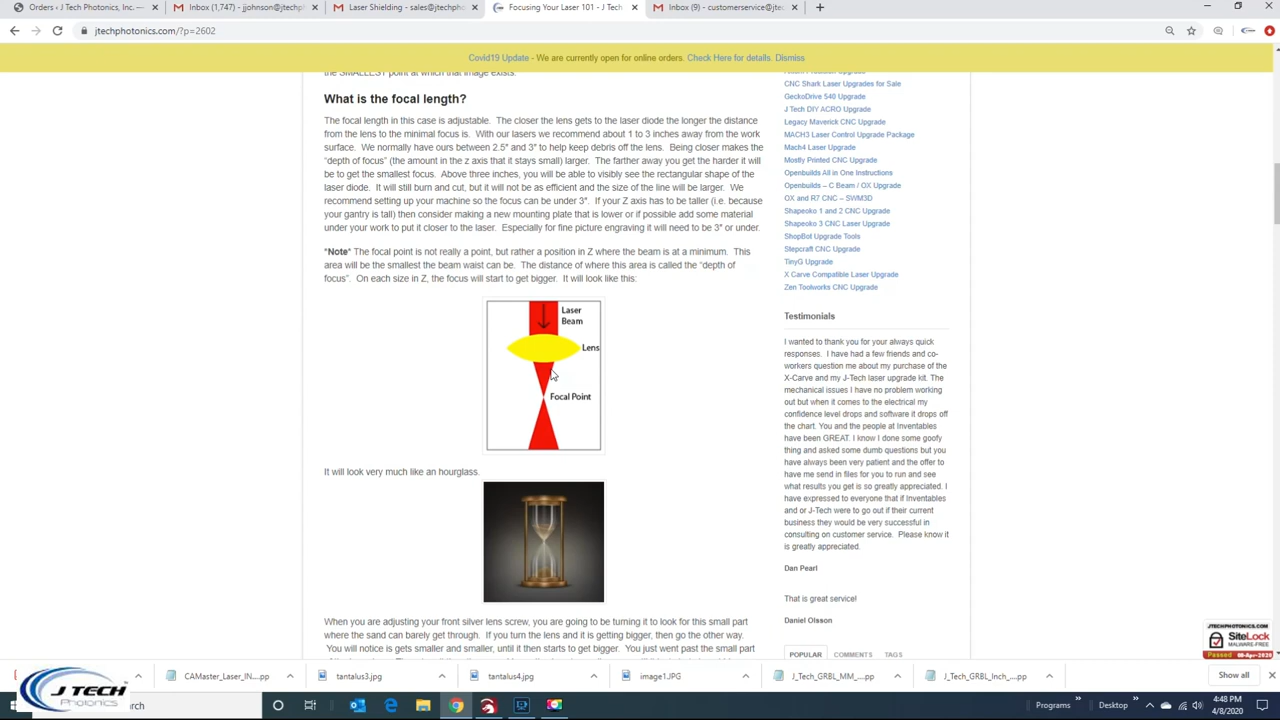 Orders ‹ J Tech Photonics, Inc. —
Inbox (1,747) - jjohnson@jtechph
Laser Shielding - sales@jtechpho
Focusing Your Laser 101 - J Tech
Inbox (9) - customerservice@jtec
jtechphotonics.com/?p=2602
Covid19 Update - We are currently open for online orders. Check Here for details. Dismiss
the SMALLEST point at which that image exists.
What is the focal length?
The focal length in this case is adjustable. The closer the lens gets to the laser diode the longer the distance
from the lens to the minimal focus is. With our lasers we recommend about 1 to 3 inches away from the work
surface. We normally have ours between 2.5" and 3" to help keep debris off the lens. Being closer makes the
"depth of focus" (the amount in the z axis that it stays small) larger. The farther away you get the harder it will
be to get the smallest focus. Above three inches, you will be able to visibly see the rectangular shape of the
laser diode. It will still burn and cut, but it will not be as efficient and the size of the line will be larger. We
recommend setting up your machine so the focus can be under 3". If your Z axis has to be taller (i.e. because
your gantry is tall) then consider making a new mounting plate that is lower or if possible add some material
under your work to put it closer to the laser. Especially for fine picture engraving it will need to be 3" or under.
*Note* The focal point is not really a point, but rather a position in Z where the beam is at a minimum. This
area will be the smallest the beam waist can be. The distance of where this area is called the "depth of
focus". On each size in Z, the focus will start to get bigger. It will look like this:
Laser
Beam
Lens
Focal Point
It will look very much like an hourglass.
When you are adjusting your front silver lens screw, you are going to be turning it to look for this small part
where the sand can barely get through. If you turn the lens and it is getting bigger, then go the other way.
You will notice is gets smaller and smaller, until it then starts to get bigger. You just went past the small part
CNC Shark Laser Upgrades for Sale
GeckoDrive 540 Upgrade
J Tech DIY ACRO Upgrade
Legacy Maverick CNC Upgrade
MACH3 Laser Control Upgrade Package
Mach4 Laser Upgrade
Mostly Printed CNC Upgrade
Openbuilds All in One Instructions
Openbuilds – C Beam / OX Upgrade
OX and R7 CNC – SWM3D
Shapeoko 1 and 2 CNC Upgrade
Shapeoko 3 CNC Laser Upgrade
ShopBot Upgrade Tools
Stepcraft CNC Upgrade
TinyG Upgrade
X Carve Compatible Laser Upgrade
Zen Toolworks CNC Upgrade
Testimonials
I wanted to thank you for your always quick
responses. I have had a few friends and co-
workers question me about my purchase of the
X-Carve and my J-Tech laser upgrade kit. The
mechanical issues I have no problem working
out but when it comes to the electrical my
confidence level drops and software it drops off
the chart. You and the people at Inventables
have been GREAT. I know I done some goofy
thing and asked some dumb questions but you
have always been very patient and the offer to
have me send in files for you to run and see
what results you get is so greatly appreciated. I
have expressed to everyone that if Inventables
and or J-Tech were to go out if their current
business they would be very successful in
consulting on customer service. Please know it
is greatly appreciated.
Dan Pearl
That is great service!
Daniel Olsson
POPULAR COMMENTS TAGS
JTECHPHOTONICS.COM
SiteLock
MALWARE-FREE
Passed 08-Apr-2020
CAMaster_Laser_IN....pp
tantalus3.jpg
tantalus4.jpg
image1.JPG
J_Tech_GRBL_MM_...pp
J_Tech_GRBL_Inch_....pp
Show all
J TECH
Photonics
rch
Programs
Desktop
4:48 PM
4/8/2020